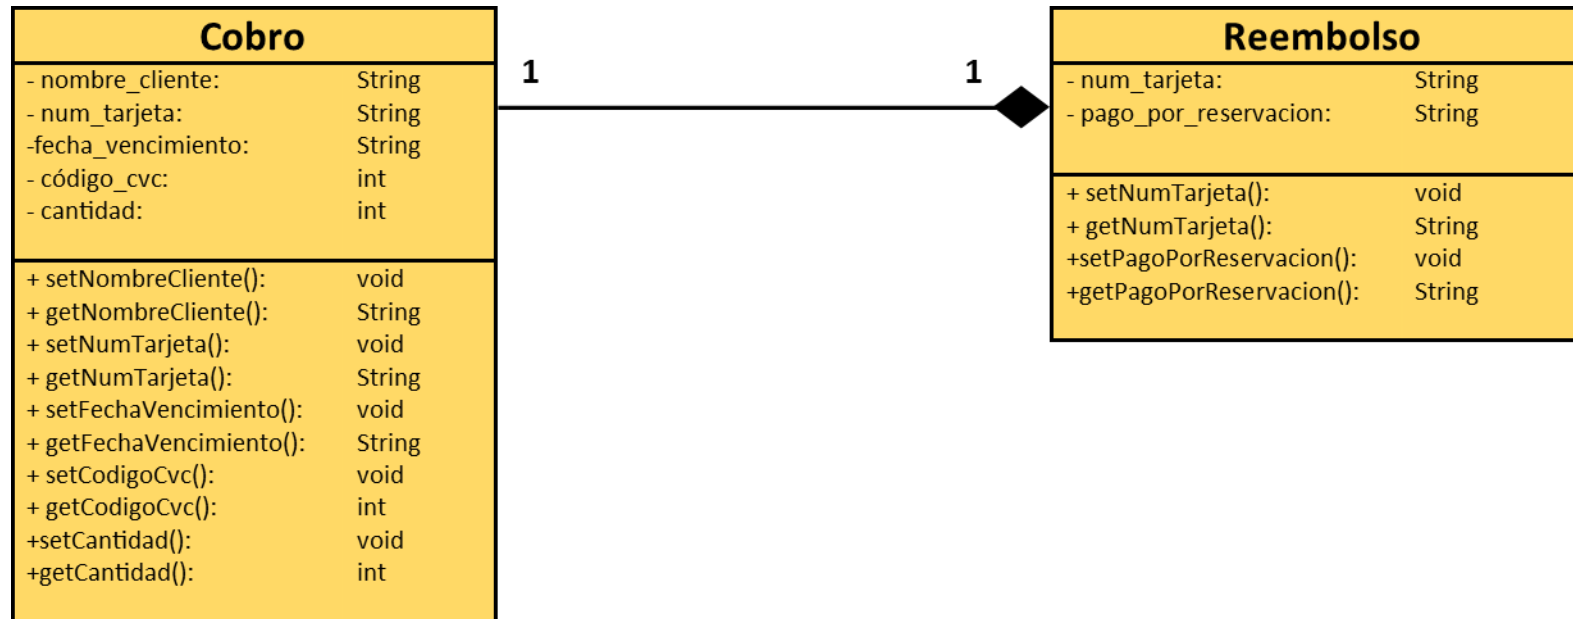 Cobro
- nombre_cliente: String
- num_tarjeta: String
-fecha_vencimiento: String
- código_cvc: int
- cantidad: int
+ setNombreCliente(): void
+ getNombreCliente(): String
+ setNumTarjeta(): void
+ getNumTarjeta(): String
+ setFechaVencimiento(): void
+ getFechaVencimiento(): String
+ setCodigoCvc(): void
+ getCodigoCvc(): int
+setCantidad(): void
+getCantidad(): int
1
1
Reembolso
- num_tarjeta: String
- pago_por_reservacion: String
+ setNumTarjeta(): void
+ getNumTarjeta(): String
+setPagoPorReservacion(): void
+getPagoPorReservacion(): String